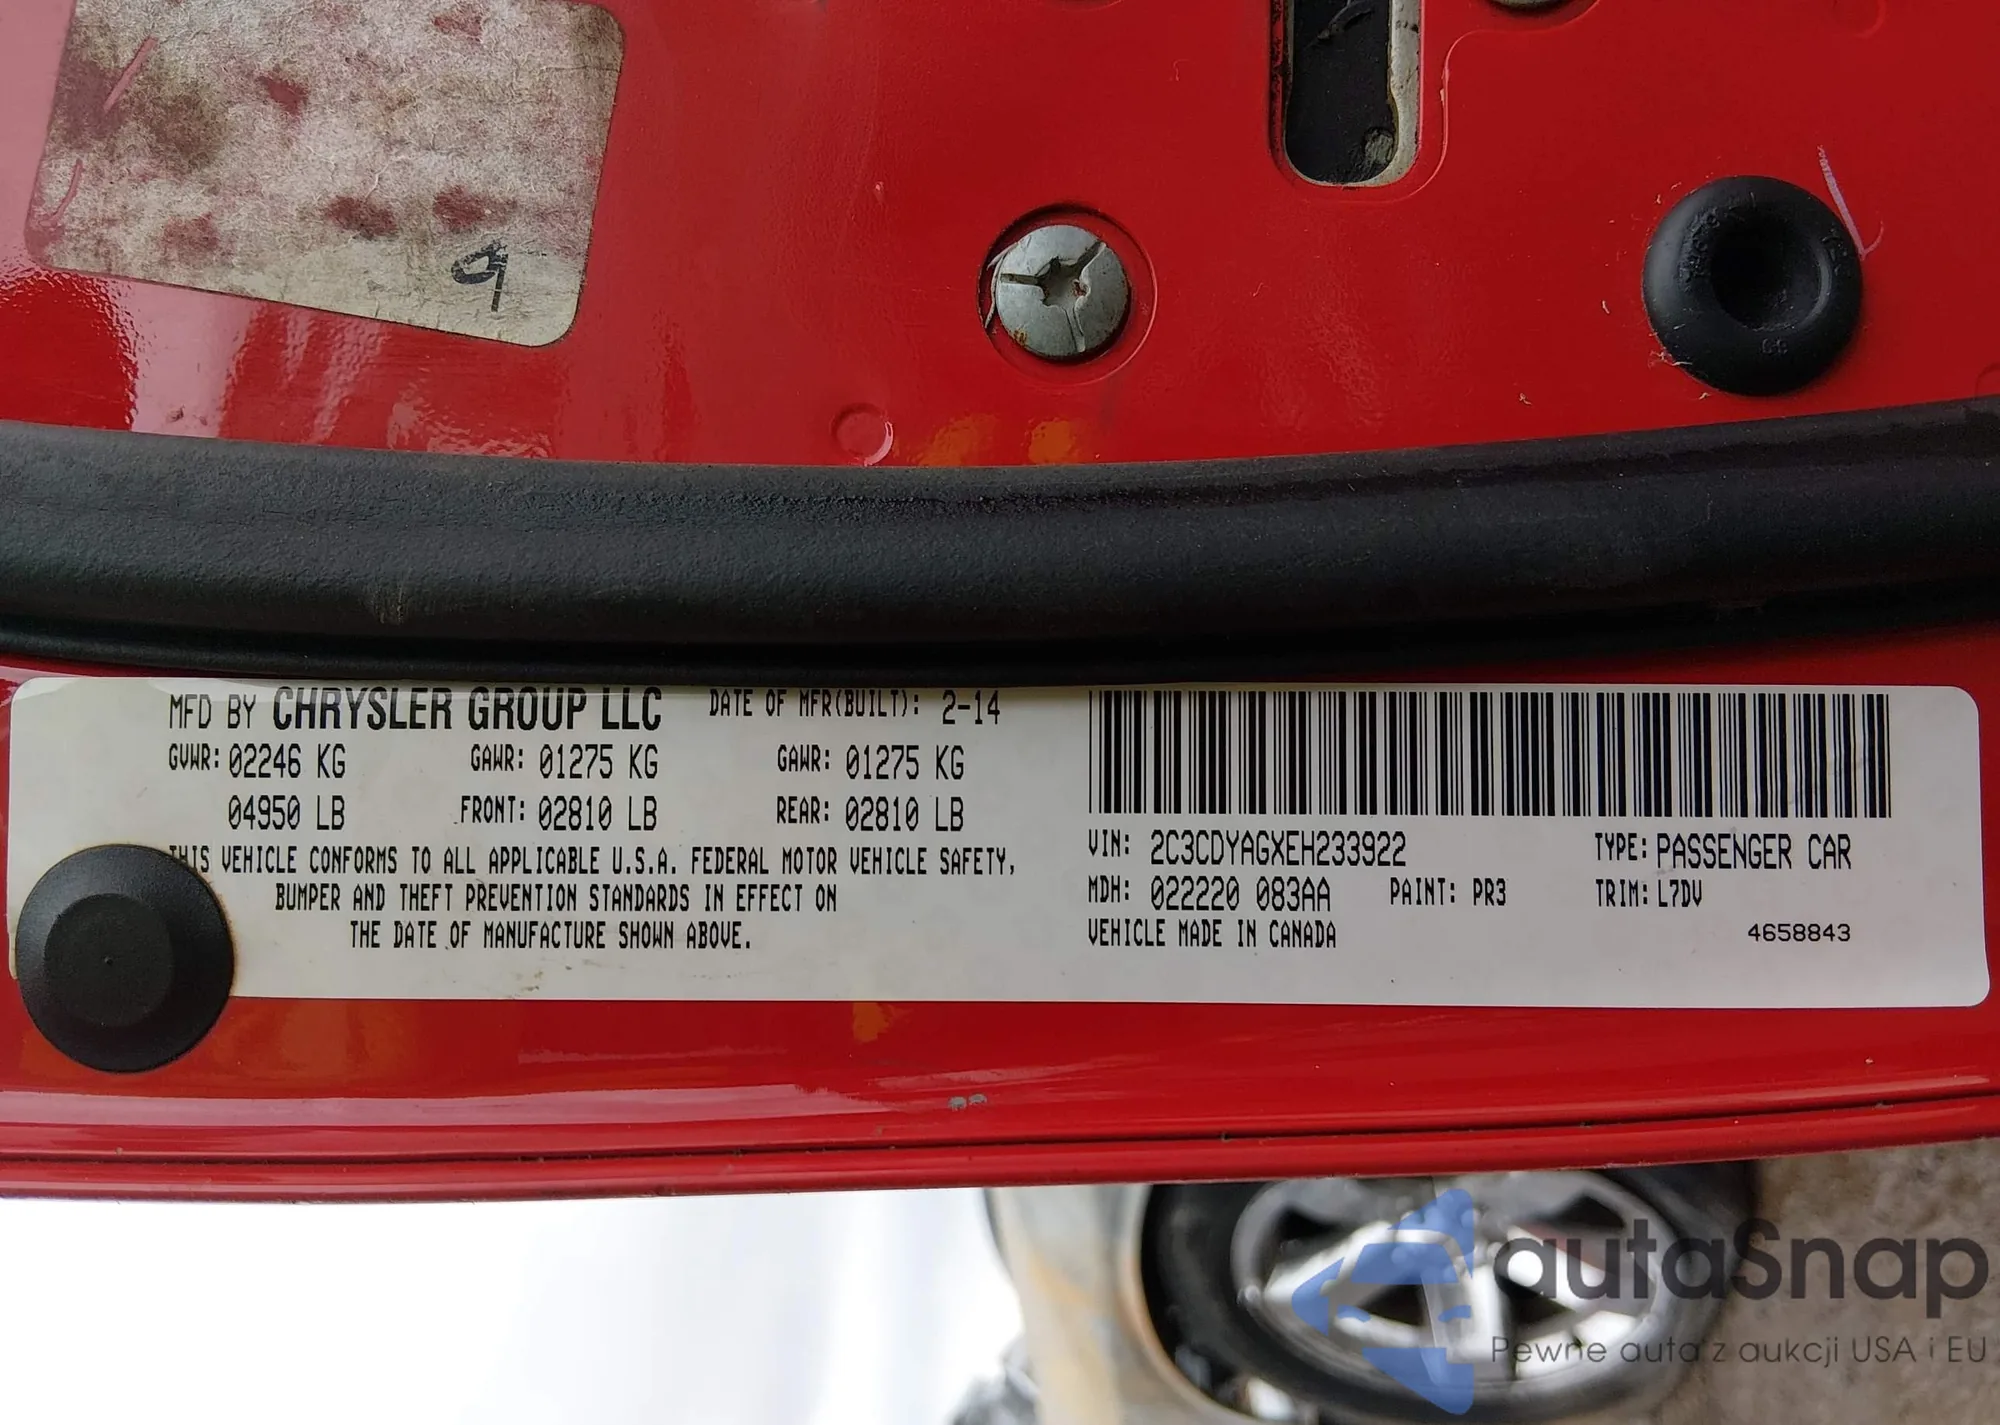 9
MFD BY CHRYSLER GROUP LLC DATE OF MFR(BUILT): 2-14
GVWR: 02246 KG GAWR: 01275 KG GAWR: 01275 KG
04950 LB FRONT: 02810 LB REAR: 02810 LB
THIS VEHICLE CONFORMS TO ALL APPLICABLE U.S.A. FEDERAL MOTOR VEHICLE SAFETY,
BUMPER AND THEFT PREVENTION STANDARDS IN EFFECT ON
THE DATE OF MANUFACTURE SHOWN ABOVE.
VIN: 2C3CDYAGXEH233922 TYPE: PASSENGER CAR
MDH: 022220 083AA PAINT: PR3 TRIM: L7DV
VEHICLE MADE IN CANADA 4658843
autaSnap
Pewne auta z aukcji USA i EU